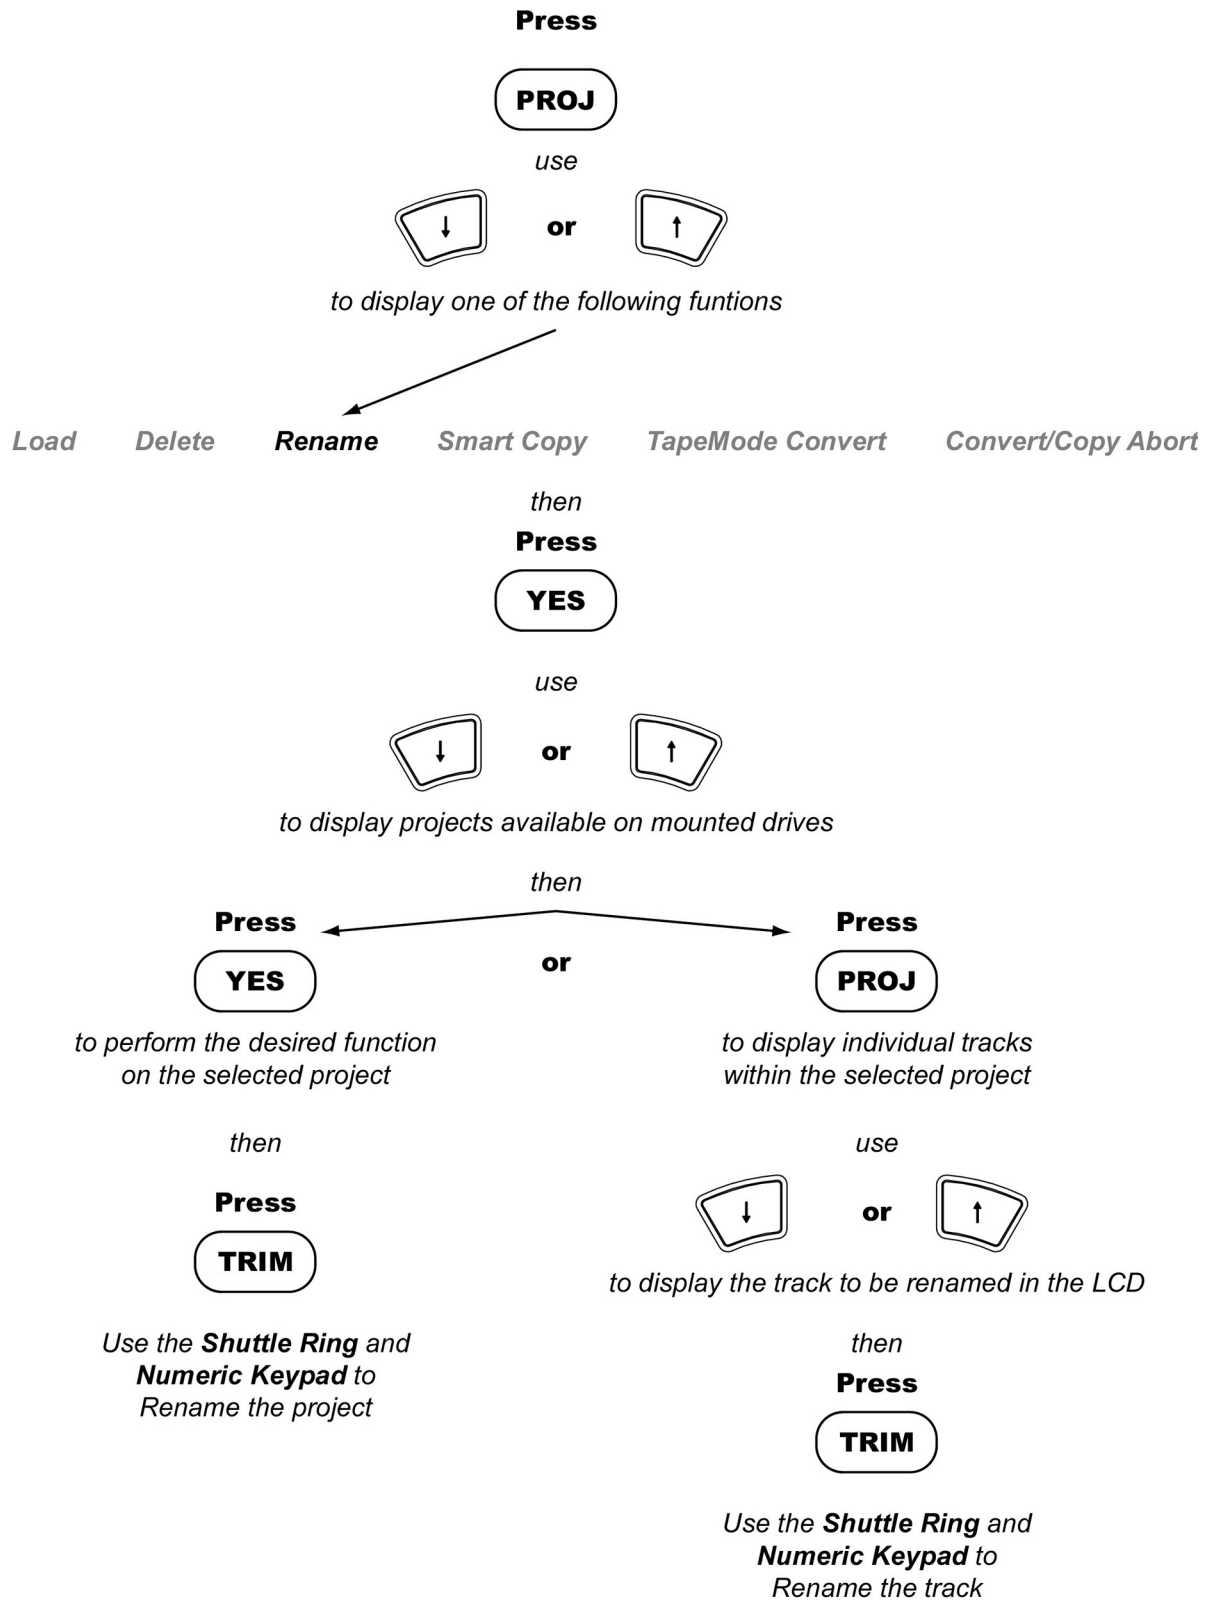 Press
PROJ
use
↓ or ↑
to display one of the following funtions
Load Delete Rename Smart Copy TapeMode Convert Convert/Copy Abort
then
Press
YES
use
↓ or ↑
to display projects available on mounted drives
then
Press
YES
to perform the desired function
on the selected project
then
Press
TRIM
Use the Shuttle Ring and
Numeric Keypad to
Rename the project
or
Press
PROJ
to display individual tracks
within the selected project
use
↓ or ↑
to display the track to be renamed in the LCD
then
Press
TRIM
Use the Shuttle Ring and
Numeric Keypad to
Rename the track